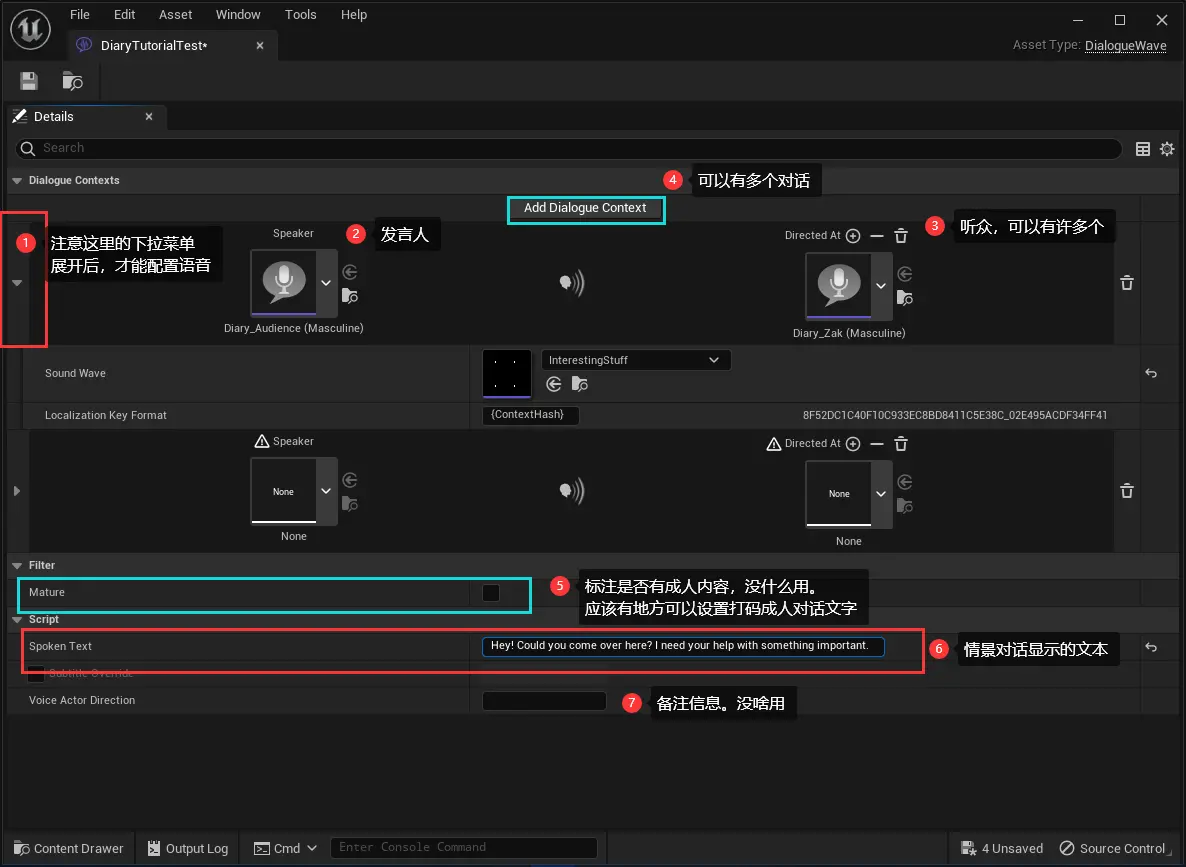 File Edit Asset Window Tools Help
DiaryTutorialTest*
Asset Type: DialogueWave
Details
Search
Dialogue Contexts
4 可以有多个对话
Add Dialogue Context
1 注意这里的下拉菜单
展开后，才能配置语音
Speaker
2 发言人
Directed At
3 听众，可以有许多个
Diary_Audience (Masculine)
Diary_Zak (Masculine)
Sound Wave
InterestingStuff
Localization Key Format
{ContextHash}
8F52DC1C40F10C933EC8BD8411C5E38C_02E495ACDF34FF41
Speaker
Directed At
None
None
None
None
Filter
Mature
5 标注是否有成人内容，没什么用。
应该有地方可以设置打码成人对话文字
Script
Spoken Text
Hey! Could you come over here? I need your help with something important.
6 情景对话显示的文本
Subtitle Override
Voice Actor Direction
7 备注信息。没啥用
Content Drawer
Output Log
Cmd
Enter Console Command
4 Unsaved
Source Control